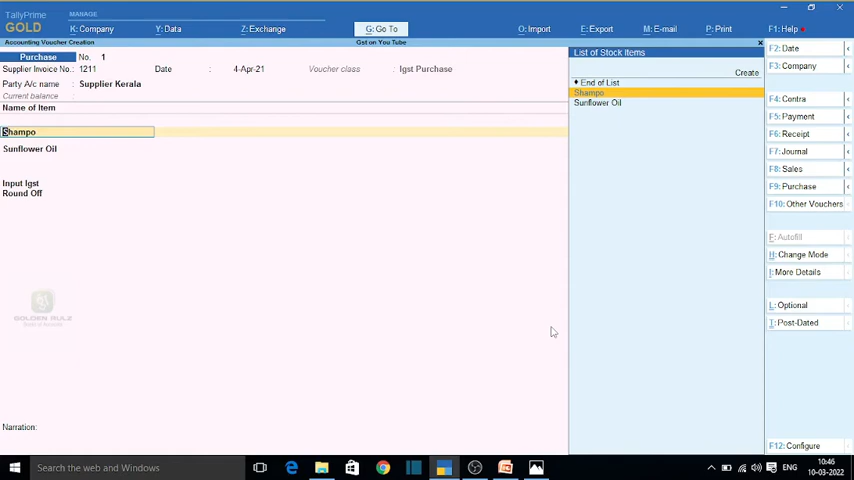 TallyPrime
GOLD
MANAGE
K: Company
Y: Data
Z: Exchange
G: Go To
O: Import
E: Export
M: E-mail
P: Print
F1: Help
Accounting Voucher Creation
Gst on You Tube
Purchase
No. 1
Supplier Invoice No.: 1211
Date : 4-Apr-21
Voucher class : Igst Purchase
Party A/c name : Supplier Kerala
Current balance :
Name of Item
Shampo
Sunflower Oil
Input Igst
Round Off
GOLDEN RULZ
Narration:
List of Stock Items
Create
♦ End of List
Shampo
Sunflower Oil
F2: Date
F3: Company
F4: Contra
F5: Payment
F6: Receipt
F7: Journal
F8: Sales
F9: Purchase
F10: Other Vouchers
E: Autofill
H: Change Mode
I: More Details
L: Optional
T: Post-Dated
F12: Configure
Search the web and Windows
ENG
10:46
10-03-2022